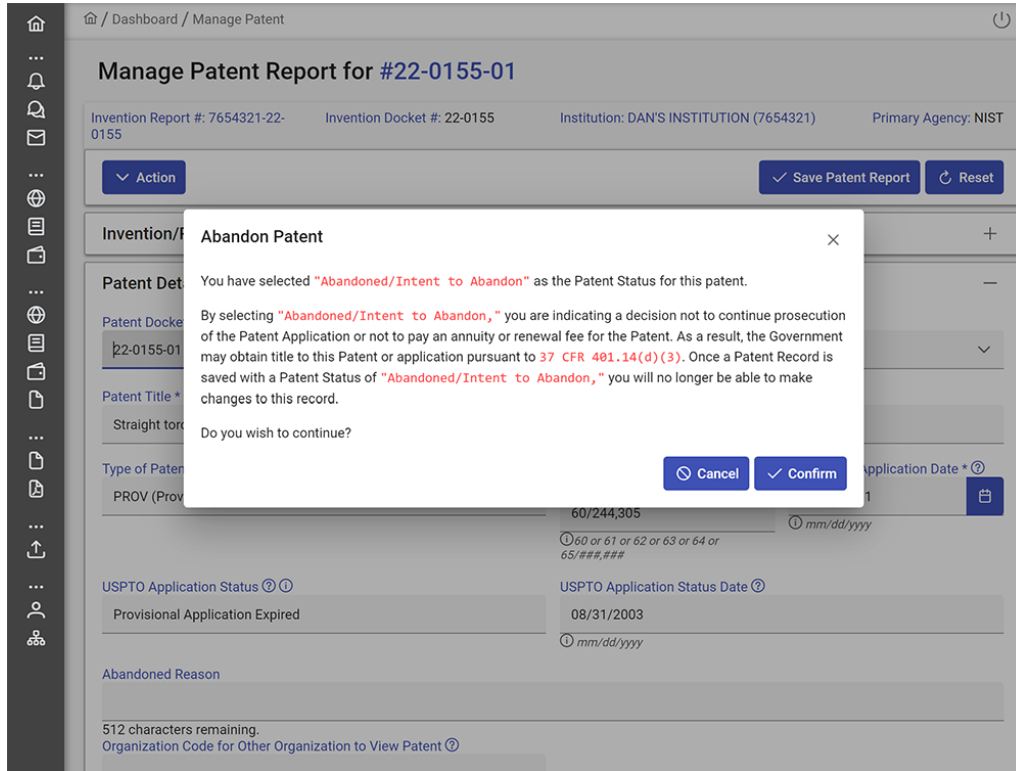 / Dashboard / Manage Patent
Manage Patent Report for #22-0155-01
Invention Report #: 7654321-22-
0155
Invention Docket #: 22-0155
Institution: DAN'S INSTITUTION (7654321)
Primary Agency: NIST
Action
Save Patent Report
Reset
Invention/
Abandon Patent
You have selected "Abandoned/Intent to Abandon" as the Patent Status for this patent.
By selecting "Abandoned/Intent to Abandon," you are indicating a decision not to continue prosecution
of the Patent Application or not to pay an annuity or renewal fee for the Patent. As a result, the Government
may obtain title to this Patent or application pursuant to 37 CFR 401.14(d)(3). Once a Patent Record is
saved with a Patent Status of "Abandoned/Intent to Abandon," you will no longer be able to make
changes to this record.
Do you wish to continue?
Cancel
Confirm
Patent Det
Patent Docke
22-0155-01
Patent Title *
Straight tor
Type of Paten
PROV (Prov
60/244,305
60 or 61 or 62 or 63 or 64 or
65/###,###
Application Date *
1
mm/dd/yyyy
USPTO Application Status
Provisional Application Expired
USPTO Application Status Date
08/31/2003
mm/dd/yyyy
Abandoned Reason
512 characters remaining.
Organization Code for Other Organization to View Patent